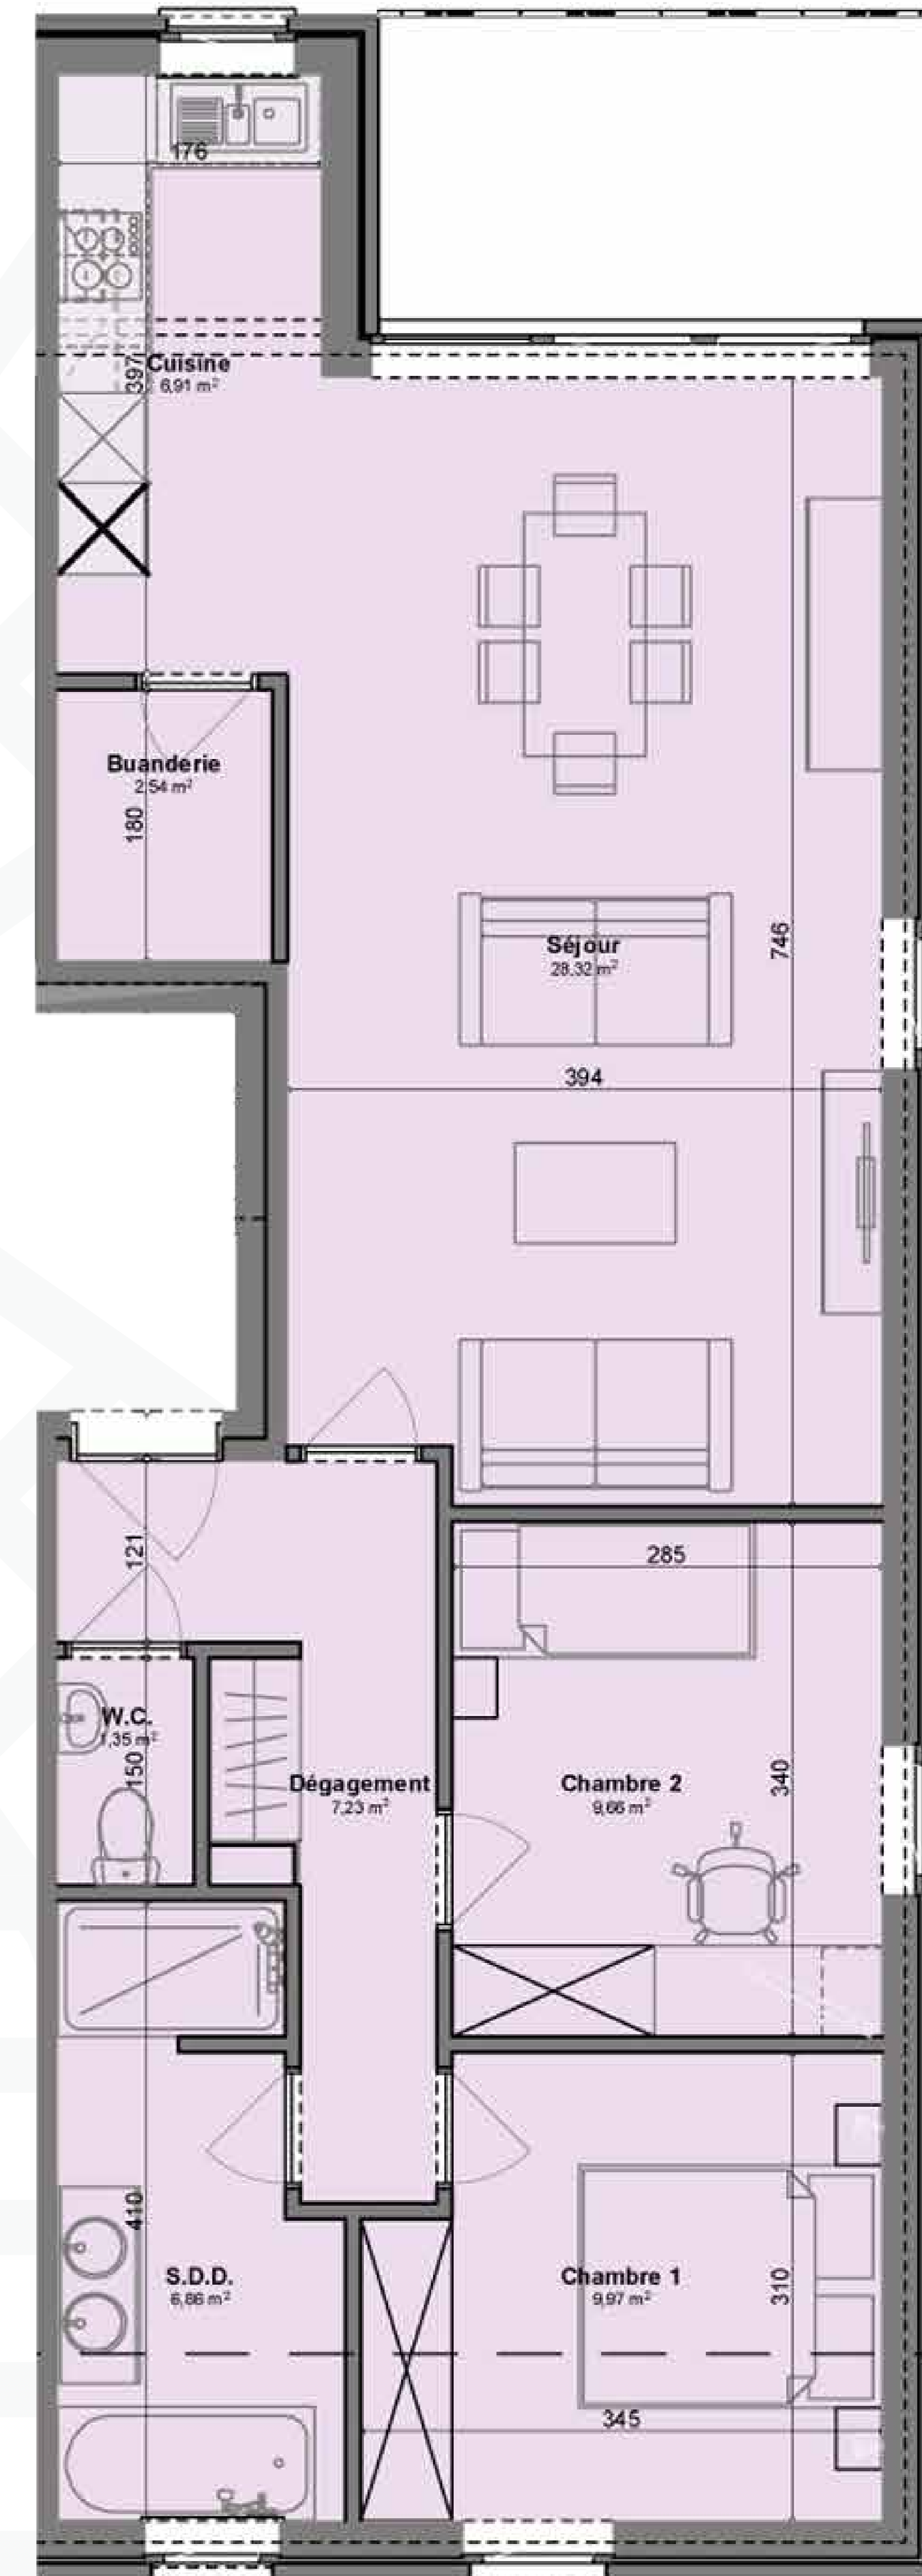 176
Cuisine
6,91 m²
397
Buanderie
2,54 m²
180
Séjour
28,32 m²
746
394
121
285
W.C.
1,35 m²
150
Dégagement
7,23 m²
Chambre 2
9,66 m²
340
410
S.D.D.
6,86 m²
Chambre 1
9,97 m²
310
345